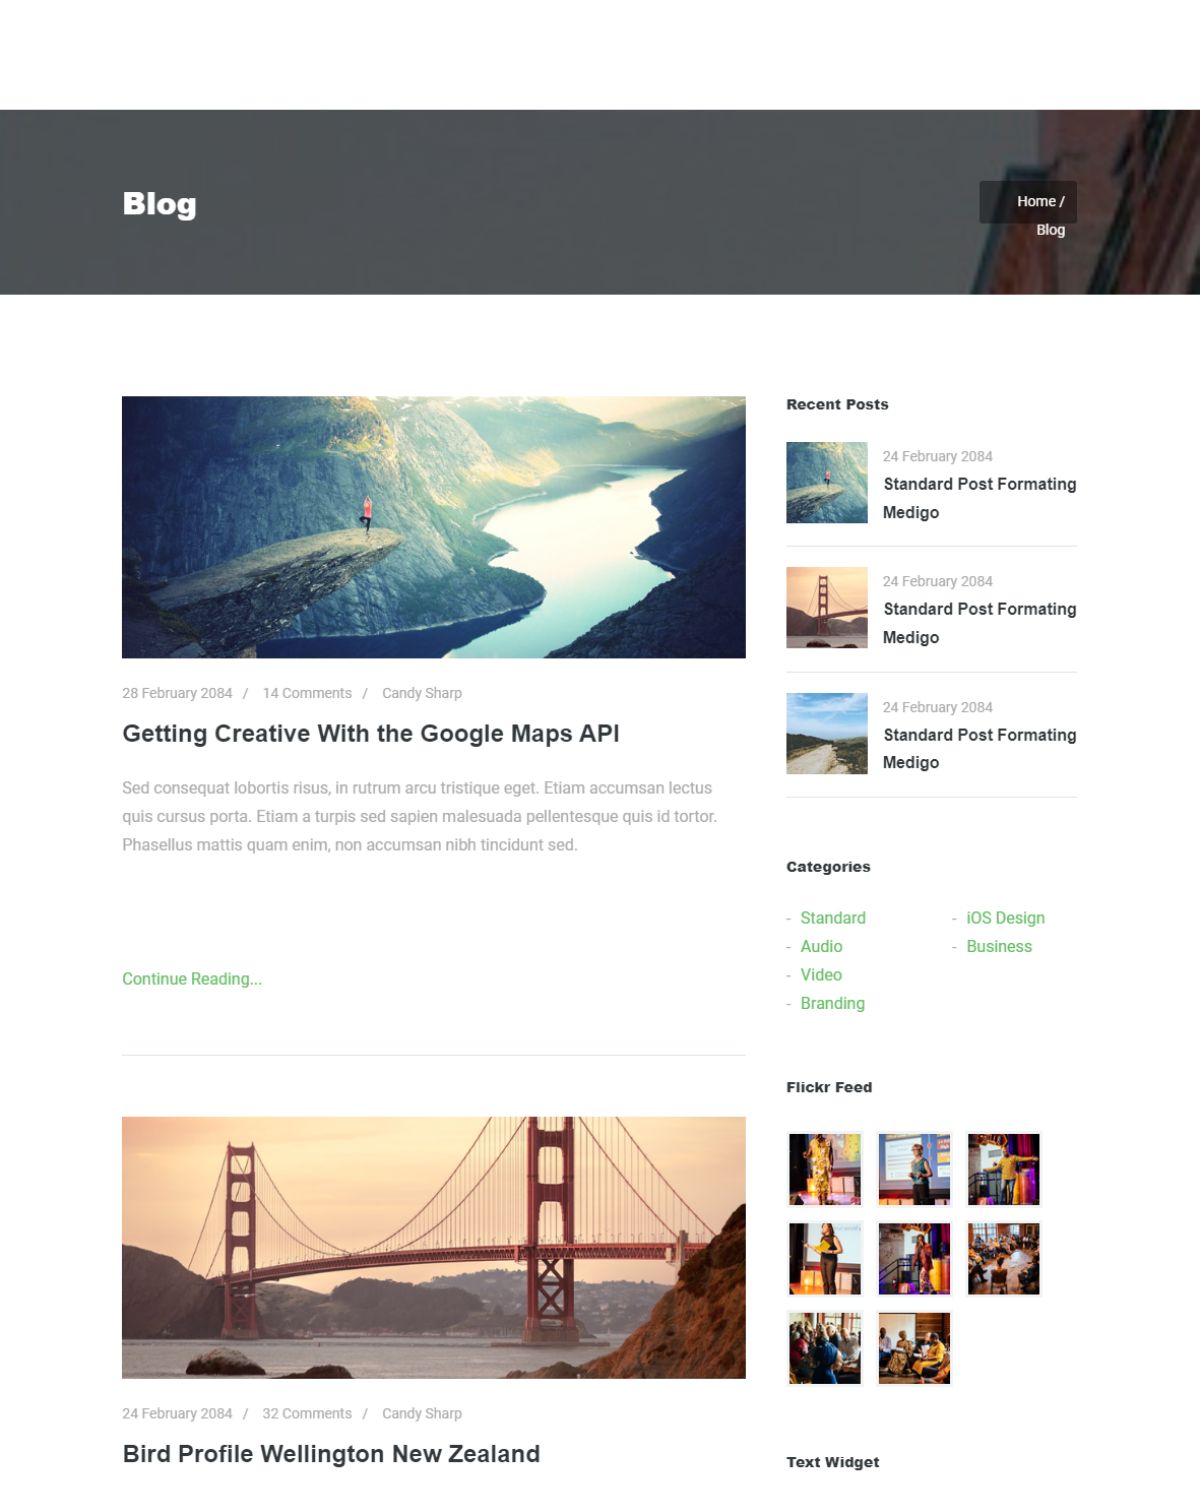 Blog
Home /
Blog
28 February 2084 / 14 Comments / Candy Sharp
Getting Creative With the Google Maps API
Sed consequat lobortis risus, in rutrum arcu tristique eget. Etiam accumsan lectus
quis cursus porta. Etiam a turpis sed sapien malesuada pellentesque quis id tortor.
Phasellus mattis quam enim, non accumsan nibh tincidunt sed.
Continue Reading...
24 February 2084 / 32 Comments / Candy Sharp
Bird Profile Wellington New Zealand
Recent Posts
24 February 2084
Standard Post Formating
Medigo
24 February 2084
Standard Post Formating
Medigo
24 February 2084
Standard Post Formating
Medigo
Categories
- Standard
- Audio
- Video
- Branding
- iOS Design
- Business
Flickr Feed
Text Widget